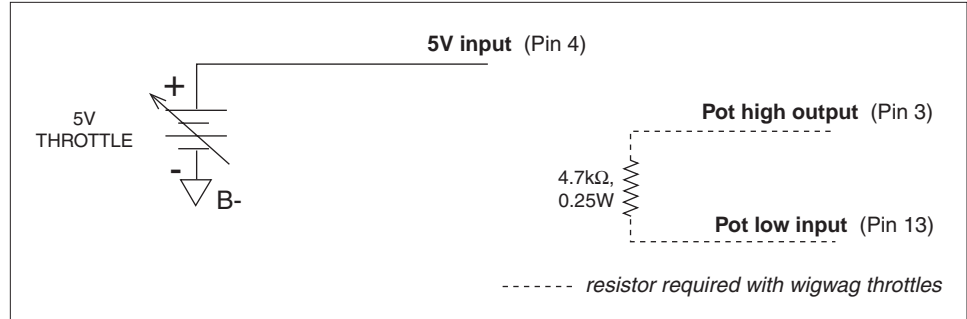 5V input (Pin 4)
+
5V
THROTTLE
-
B-
Pot high output (Pin 3)
4.7kΩ,
0.25W
Pot low input (Pin 13)
resistor required with wigwag throttles